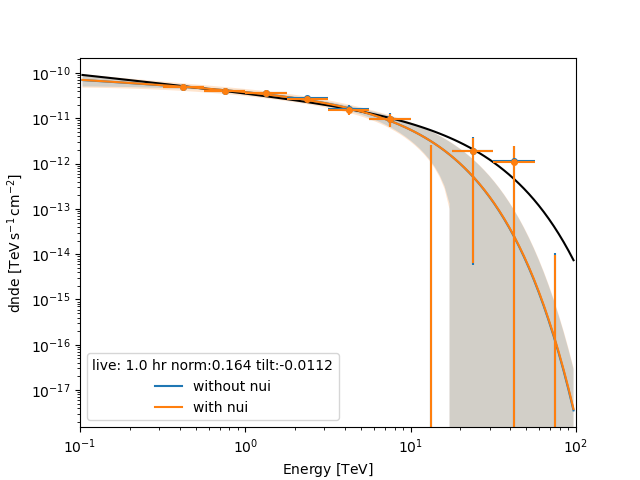 10⁻¹⁰
10⁻¹¹
10⁻¹²
10⁻¹³
10⁻¹⁴
10⁻¹⁵
10⁻¹⁶
10⁻¹⁷
dnde [TeV s⁻¹ cm⁻²]
live: 1.0 hr norm:0.164 tilt:-0.0112
without nui
with nui
10⁻¹ 10⁰ 10¹ 10²
Energy [TeV]